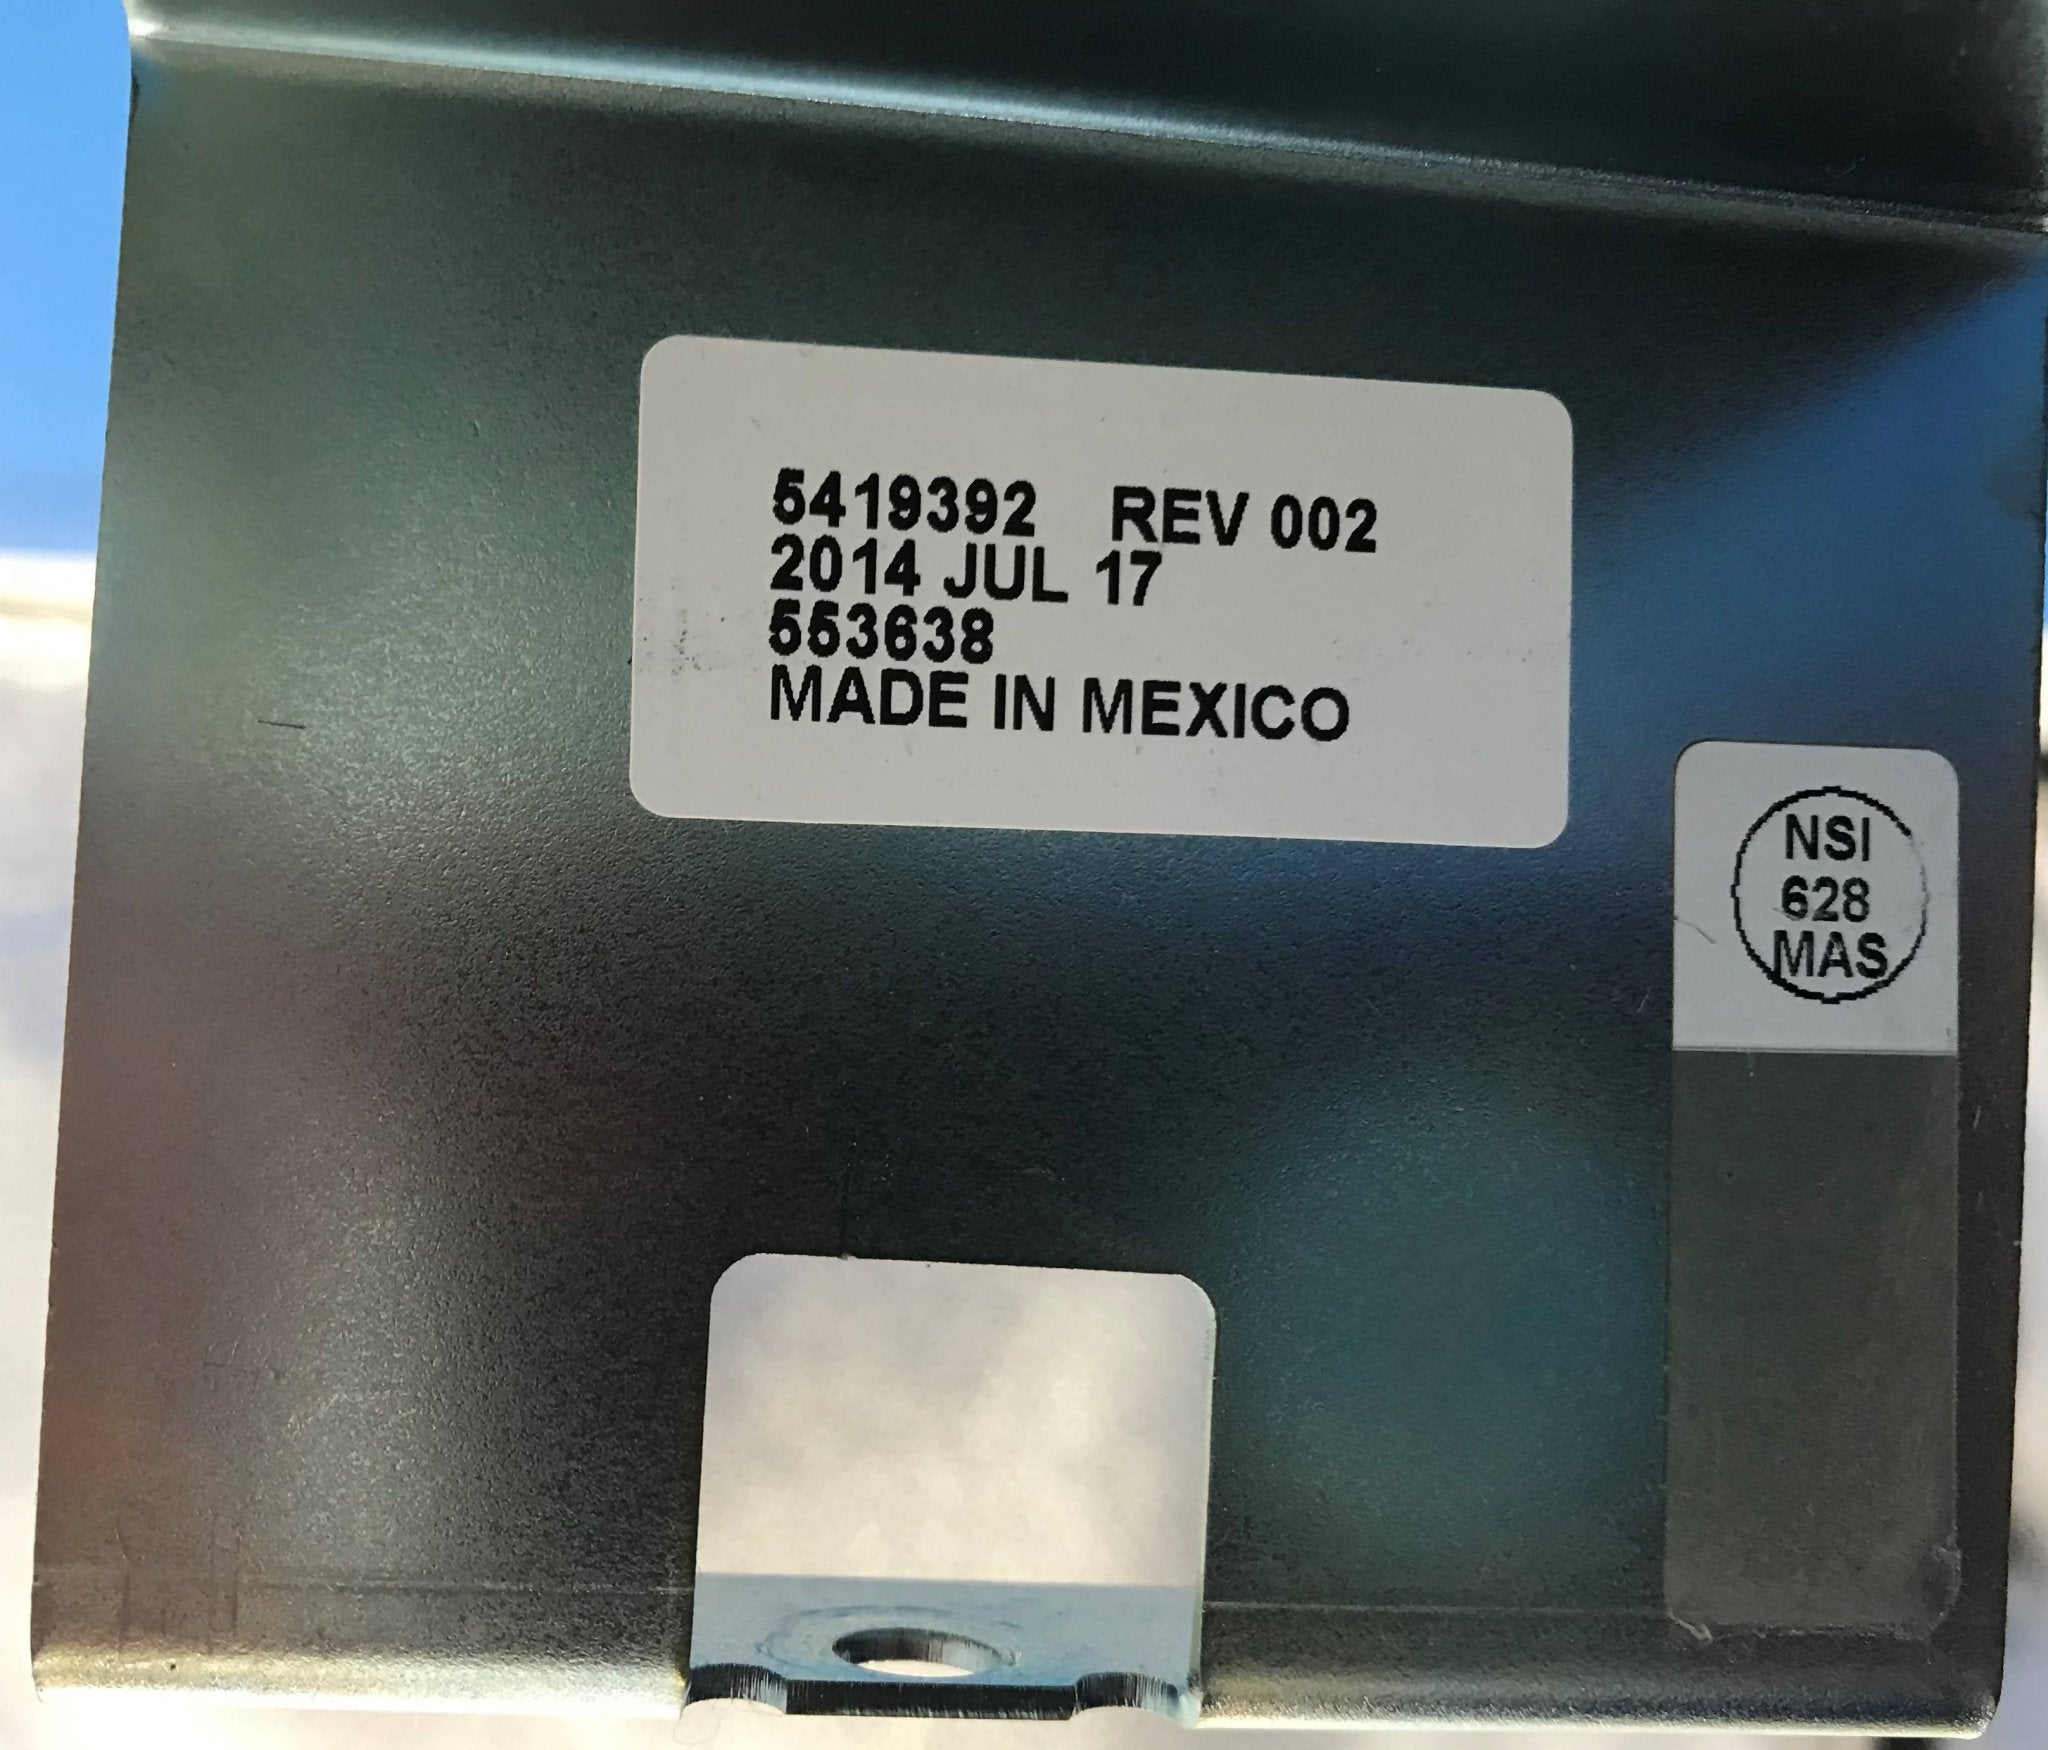 5419392 REV 002
2014 JUL 17
553638
MADE IN MEXICO
NSI
628
MAS